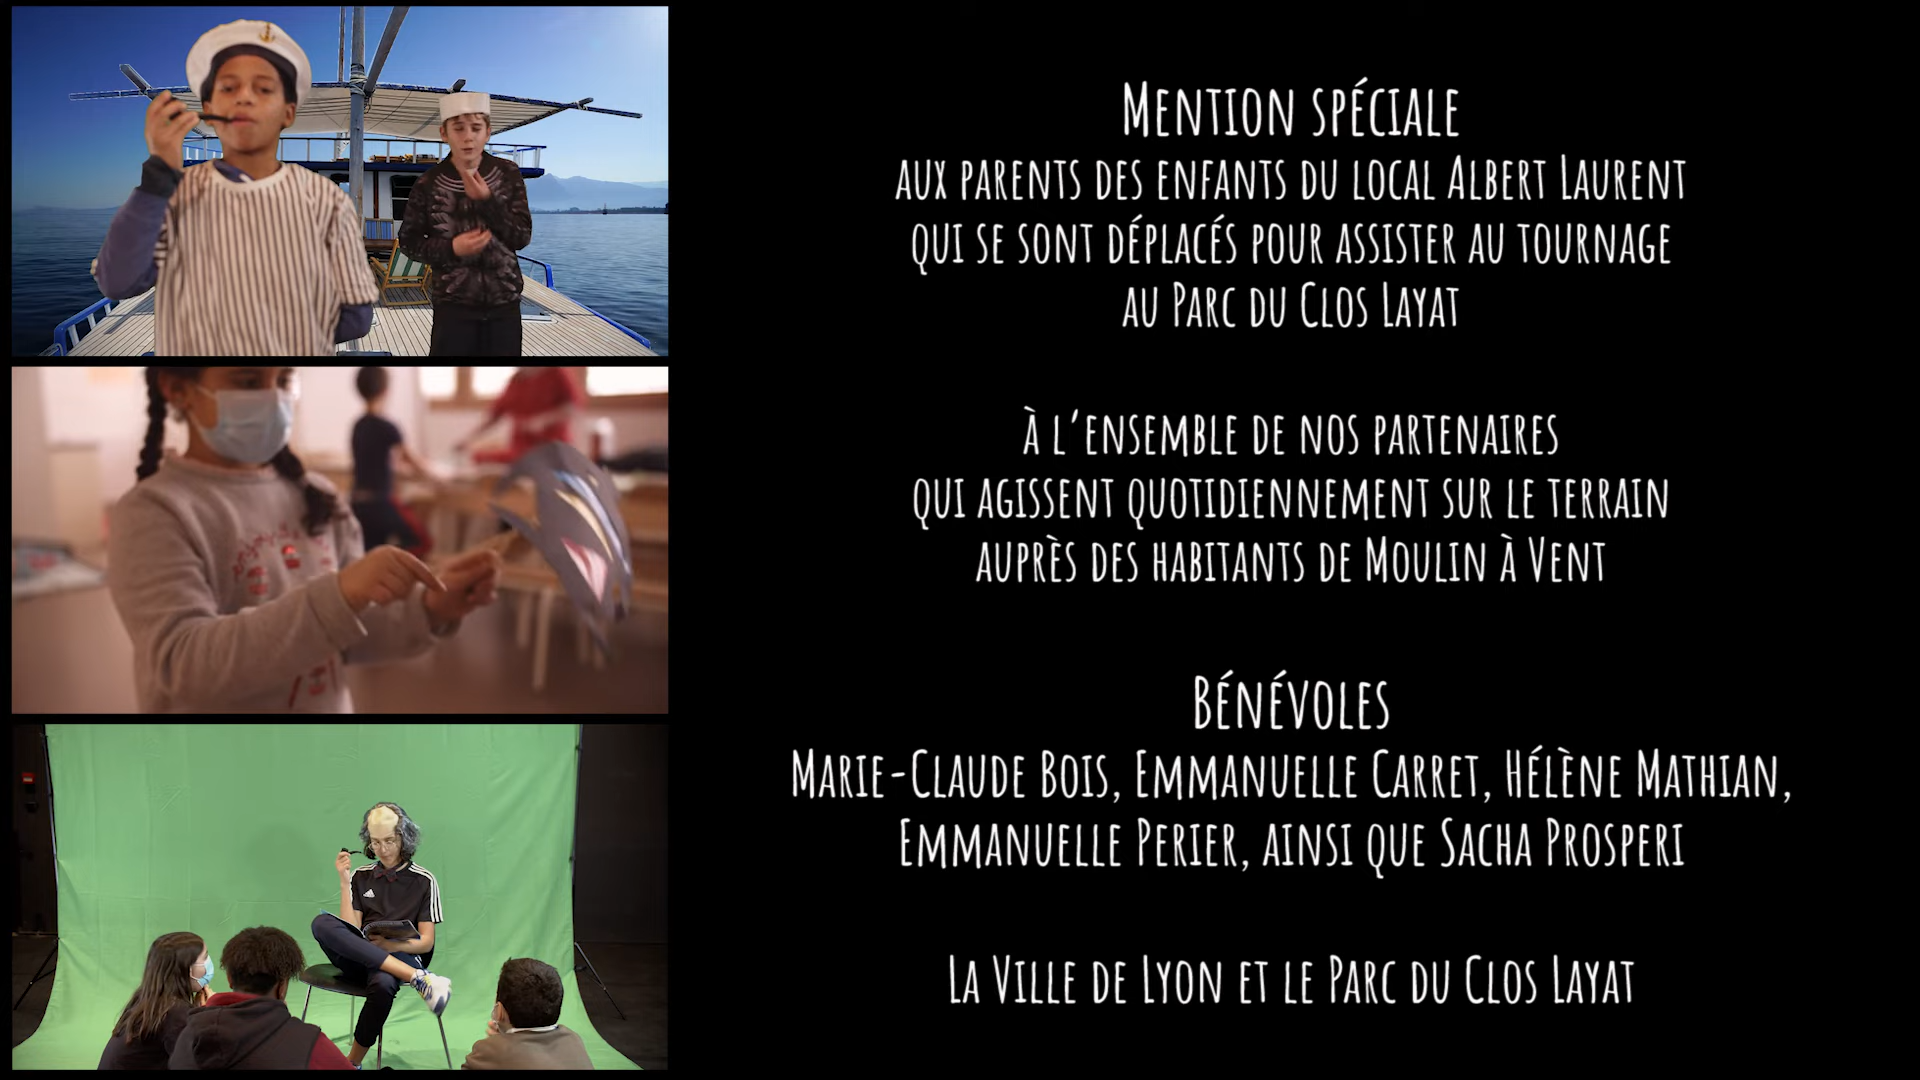 Mention spéciale
aux parents des enfants du local Albert Laurent
qui se sont déplacés pour assister au tournage
au Parc du Clos Layat
à l’ensemble de nos partenaires
qui agissent quotidiennement sur le terrain
auprès des habitants de Moulin à Vent
Bénévoles
Marie-Claude Bois, Emmanuelle Carret, Hélène Mathian,
Emmanuelle Perier, ainsi que Sacha Prosperi
La Ville de Lyon et le Parc du Clos Layat